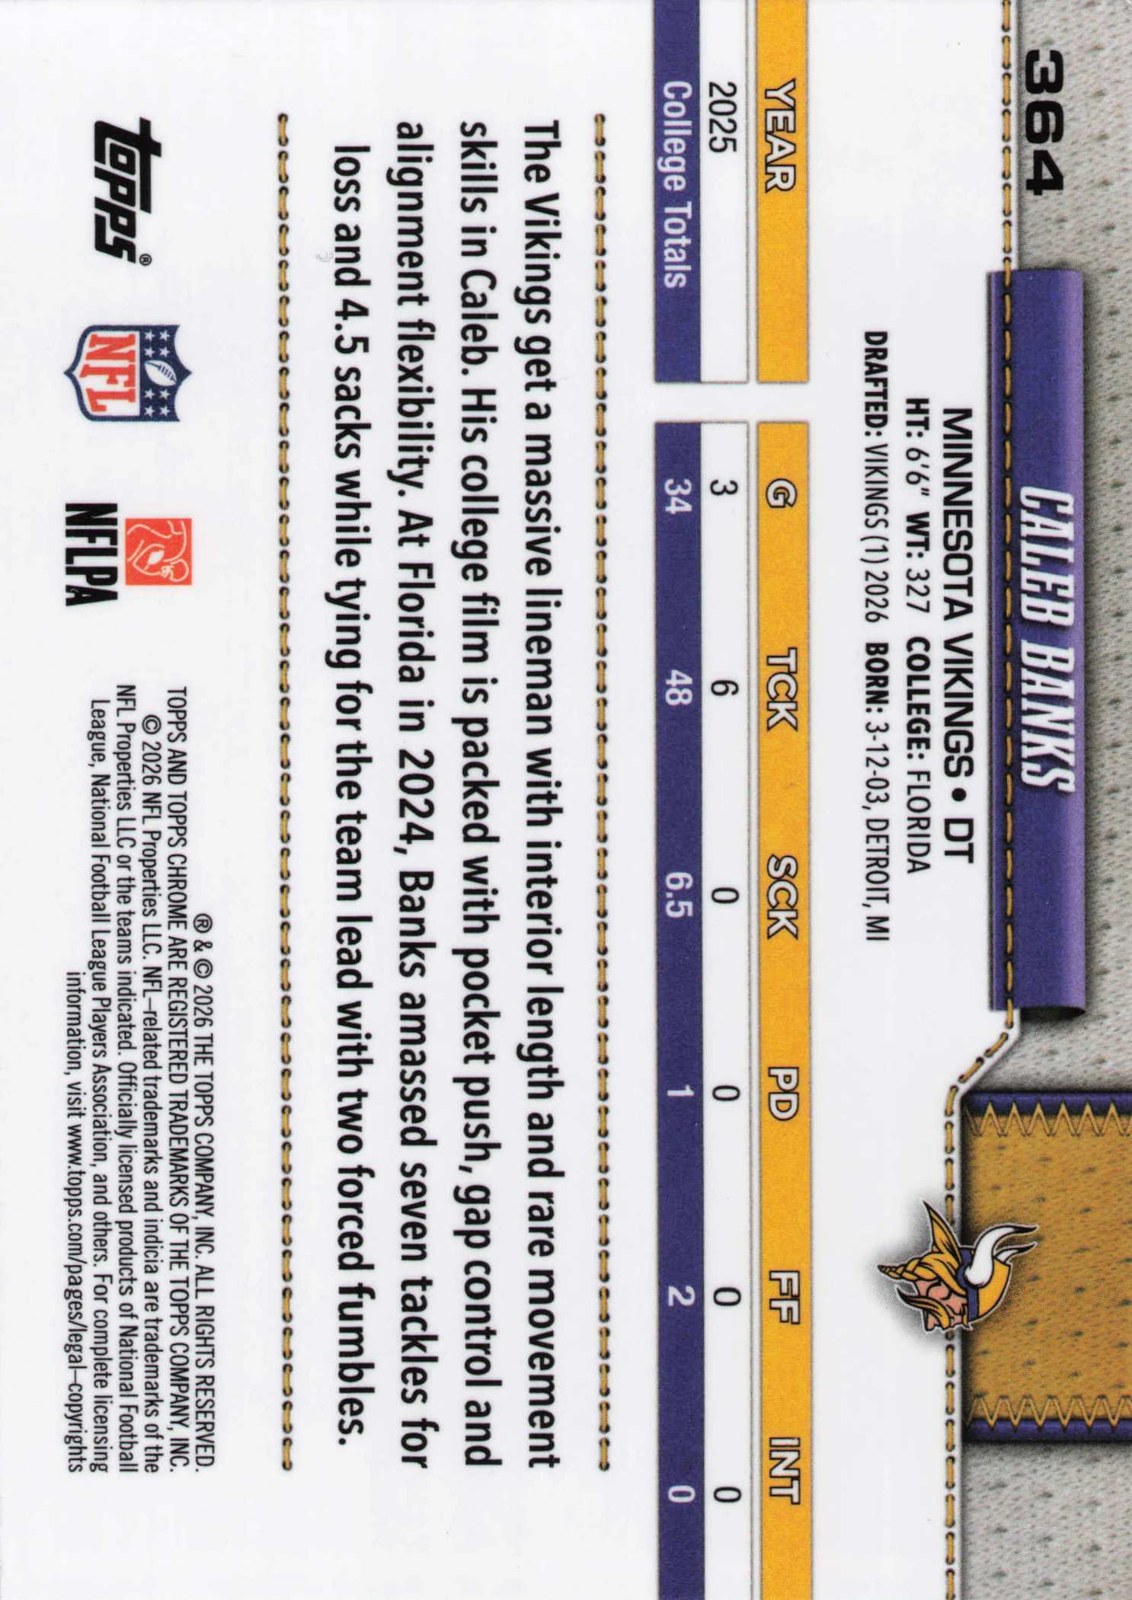 364
CALEB BANKS
MINNESOTA VIKINGS • DT
HT: 6'6" WT: 327 COLLEGE: FLORIDA
DRAFTED: VIKINGS (1) 2026 BORN: 3-12-03, DETROIT, MI
YEAR G TCK SCK PD FF INT
2025 3 6 0 0 0 0
College Totals 34 48 6.5 1 2 0
The Vikings get a massive lineman with interior length and rare movement
skills in Caleb. His college film is packed with pocket push, gap control and
alignment flexibility. At Florida in 2024, Banks amassed seven tackles for
loss and 4.5 sacks while tying for the team lead with two forced fumbles.
topps®
NFL
NFLPA
® & © 2026 THE TOPPS COMPANY, INC. ALL RIGHTS RESERVED.
TOPPS AND TOPPS CHROME ARE REGISTERED TRADEMARKS OF THE TOPPS COMPANY, INC.
© 2026 NFL Properties LLC. NFL-related trademarks and indicia are trademarks of the
NFL Properties LLC or the teams indicated. Officially licensed products of National Football
League, National Football League Players Association, and others. For complete licensing
information, visit www.topps.com/pages/legal-copyrights